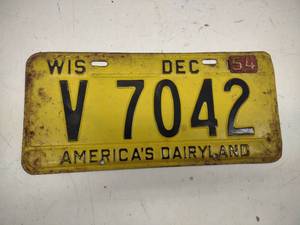 WIS DEC 54
V 7042
AMERICA'S DAIRYLAND